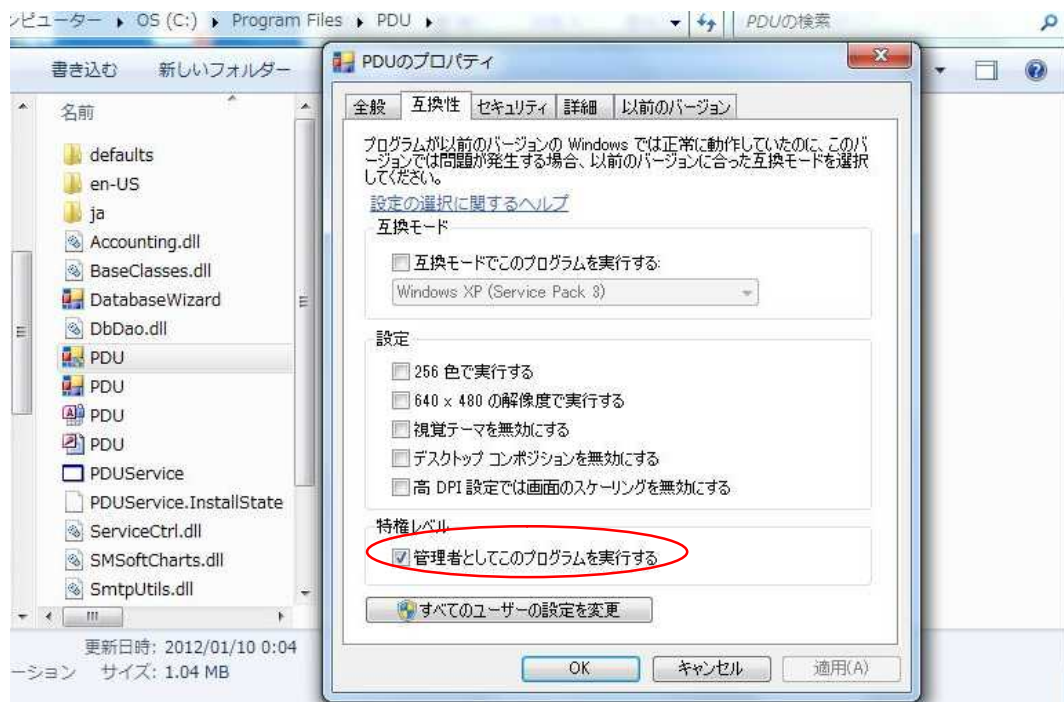 ンピューター ▸ OS (C:) ▸ Program Files ▸ PDU ▸
PDUの検索
書き込む 新しいフォルダー
名前
defaults
en-US
ja
Accounting.dll
BaseClasses.dll
DatabaseWizard
DbDao.dll
PDU
PDU
PDU
PDU
PDUService
PDUService.InstallState
ServiceCtrl.dll
SMSoftCharts.dll
SmtpUtils.dll
更新日時: 2012/01/10 0:04
ーション サイズ: 1.04 MB
PDUのプロパティ
全般 互換性 セキュリティ 詳細 以前のバージョン
プログラムが以前のバージョンの Windows では正常に動作していたのに、このバ
ージョンでは問題が発生する場合、以前のバージョンに合った互換モードを選択
してください。
設定の選択に関するヘルプ
互換モード
互換モードでこのプログラムを実行する:
Windows XP (Service Pack 3)
設定
256 色で実行する
640 x 480 の解像度で実行する
視覚テーマを無効にする
デスクトップ コンポジションを無効にする
高 DPI 設定では画面のスケーリングを無効にする
特権レベル
管理者としてこのプログラムを実行する
すべてのユーザーの設定を変更
OK キャンセル 適用(A)